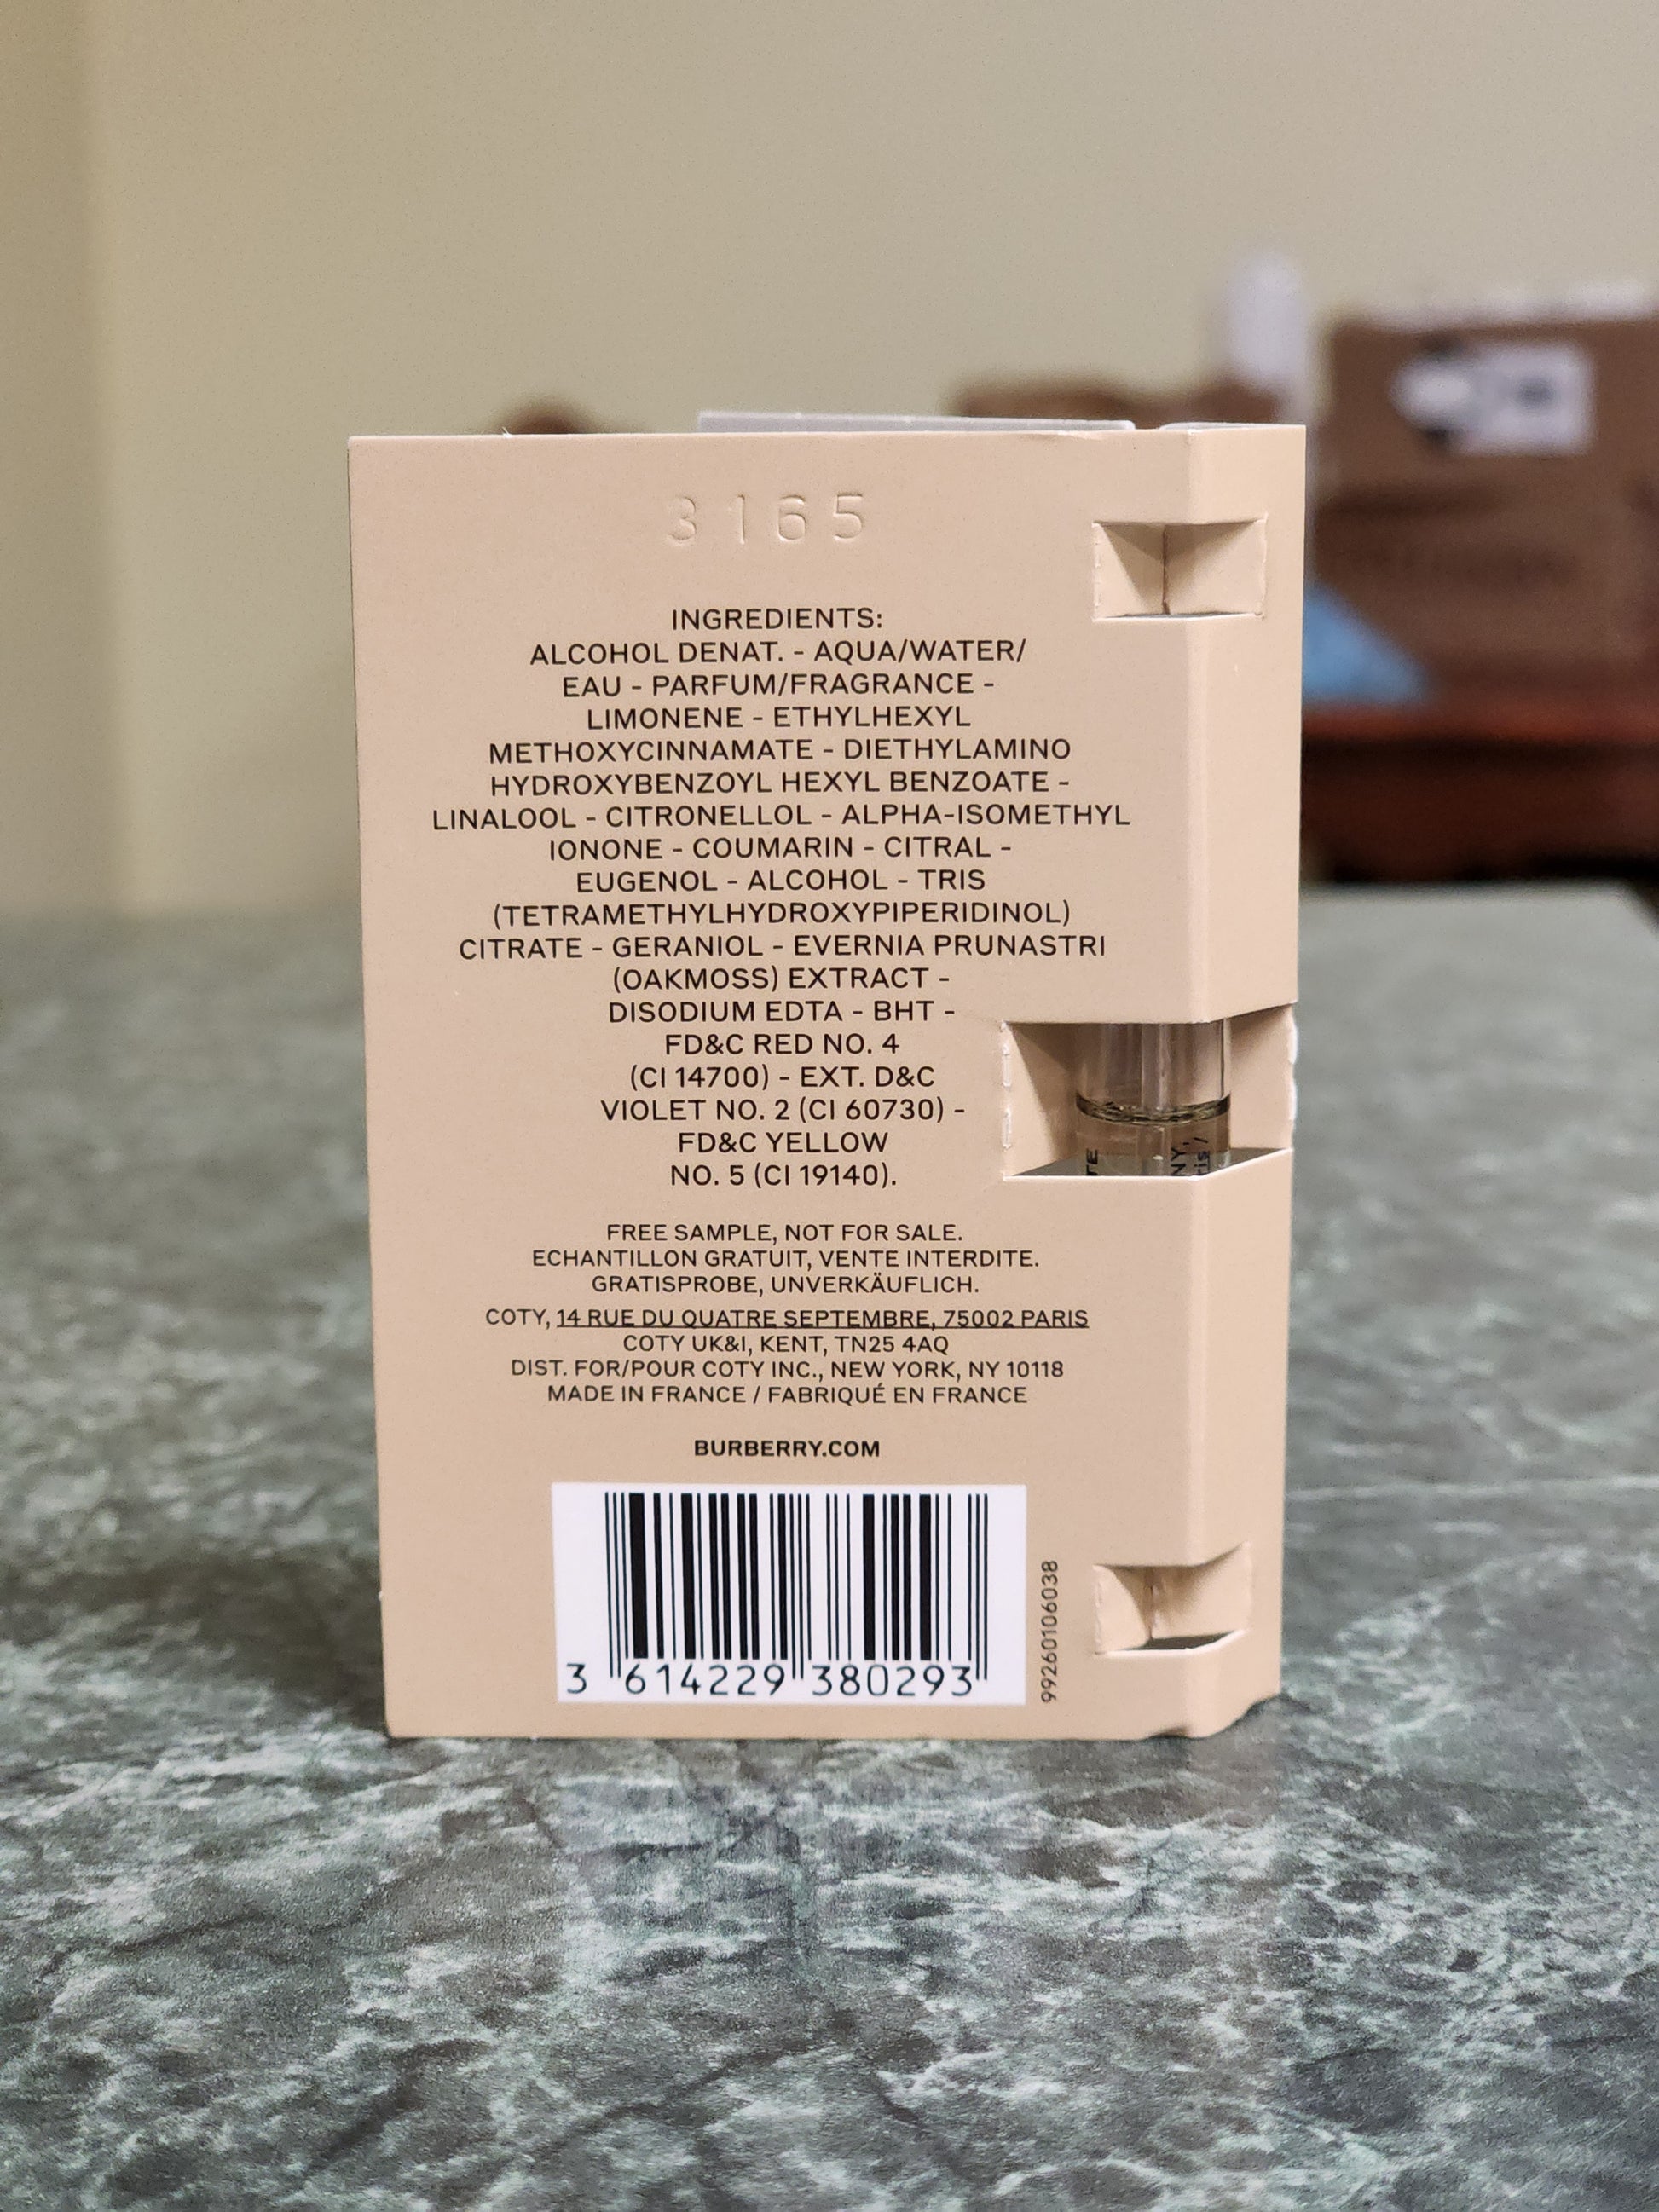 3165
INGREDIENTS:
ALCOHOL DENAT. - AQUA/WATER/
EAU - PARFUM/FRAGRANCE -
LIMONENE - ETHYLHEXYL
METHOXYCINNAMATE - DIETHYLAMINO
HYDROXYBENZOYL HEXYL BENZOATE -
LINALOOL - CITRONELLOL - ALPHA-ISOMETHYL
IONONE - COUMARIN - CITRAL -
EUGENOL - ALCOHOL - TRIS
(TETRAMETHYLHYDROXYPIPERIDINOL)
CITRATE - GERANIOL - EVERNIA PRUNASTRI
(OAKMOSS) EXTRACT -
DISODIUM EDTA - BHT -
FD&C RED NO. 4
(CI 14700) - EXT. D&C
VIOLET NO. 2 (CI 60730) -
FD&C YELLOW
NO. 5 (CI 19140).
FREE SAMPLE, NOT FOR SALE.
ECHANTILLON GRATUIT, VENTE INTERDITE.
GRATISPROBE, UNVERKÄUFLICH.
COTY, 14 RUE DU QUATRE SEPTEMBRE, 75002 PARIS
COTY UK&I, KENT, TN25 4AQ
DIST. FOR/POUR COTY INC., NEW YORK, NY 10118
MADE IN FRANCE / FABRIQUÉ EN FRANCE
BURBERRY.COM
3 614229 380293
99260106038